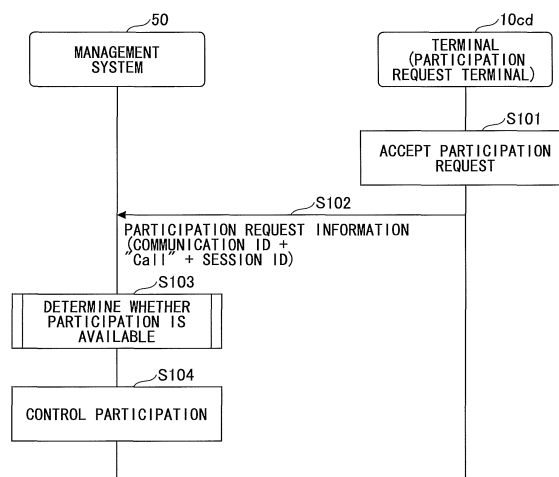 50
MANAGEMENT
SYSTEM
10cd
TERMINAL
(PARTICIPATION
REQUEST TERMINAL)
S101
ACCEPT PARTICIPATION
REQUEST
S102
PARTICIPATION REQUEST INFORMATION
(COMMUNICATION ID +
"Call" + SESSION ID)
S103
DETERMINE WHETHER
PARTICIPATION IS
AVAILABLE
S104
CONTROL PARTICIPATION